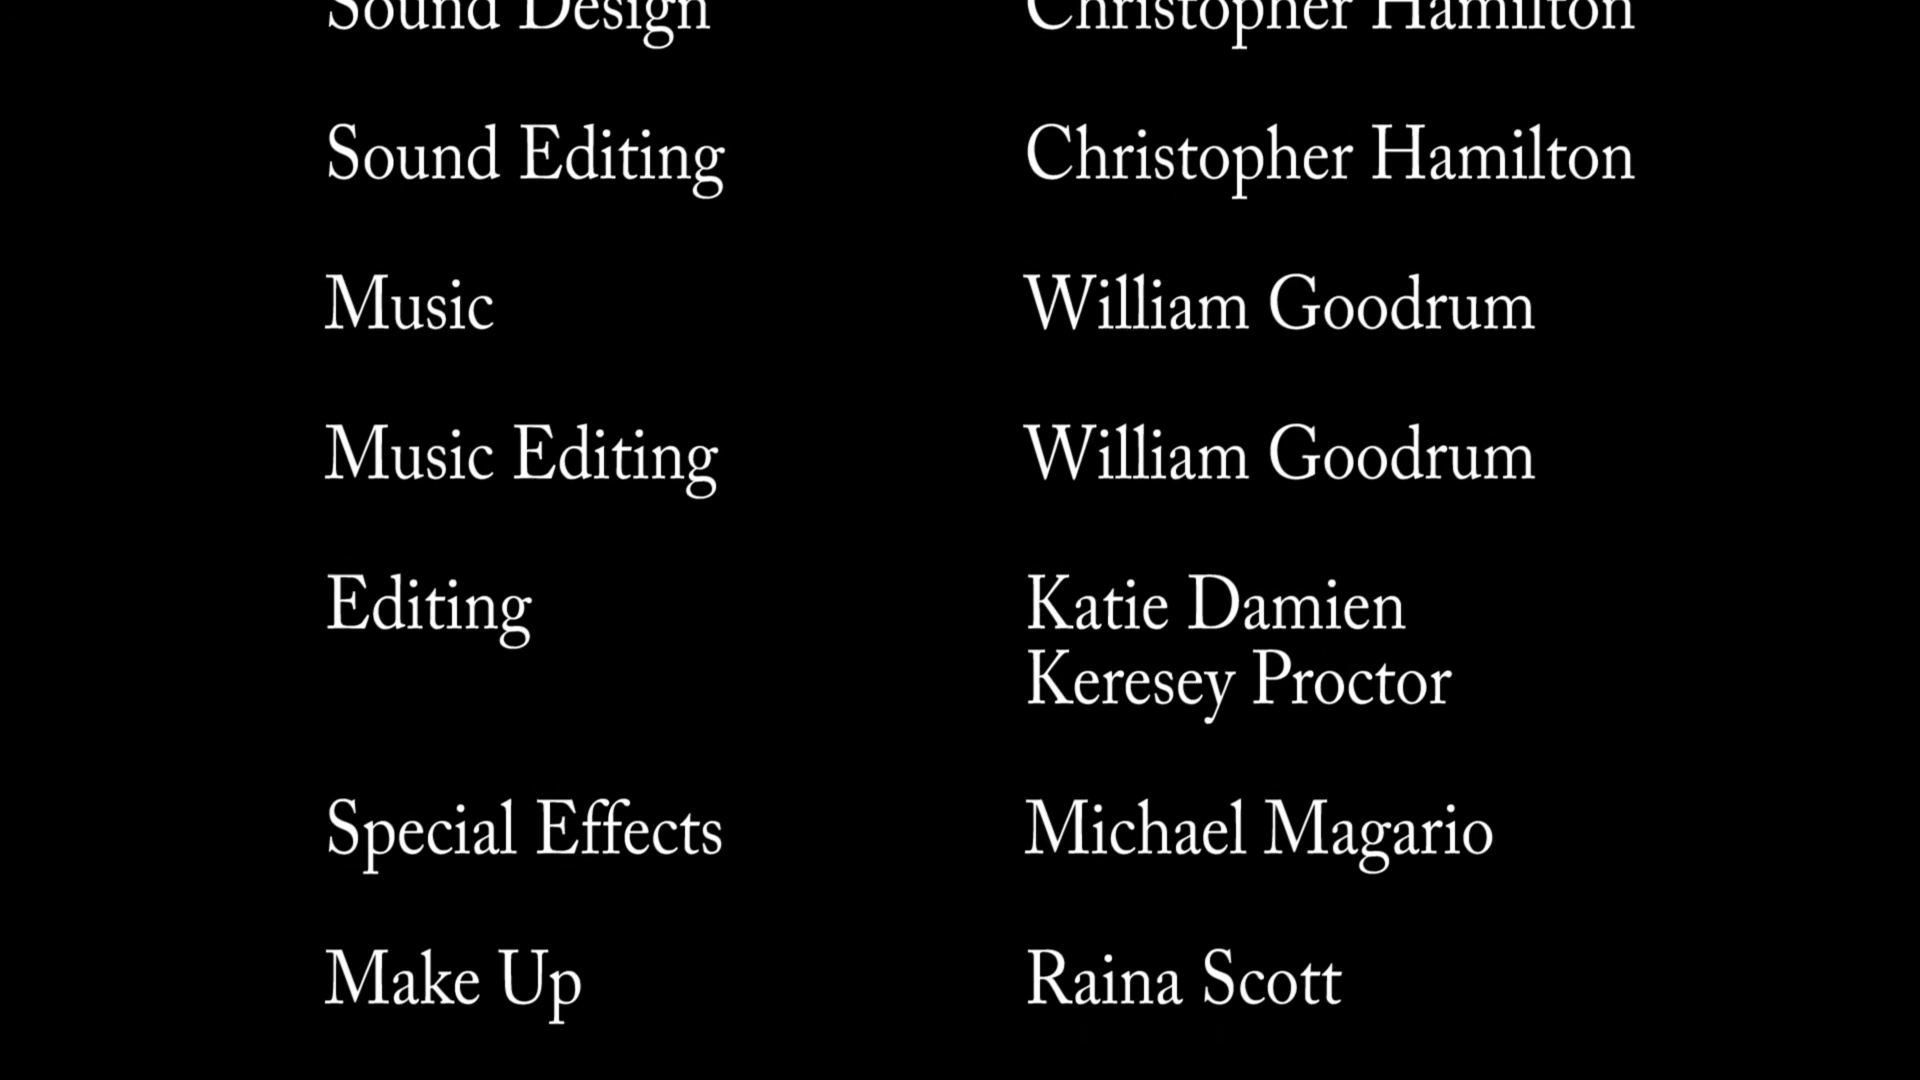 Sound Design Christopher Hamilton
Sound Editing Christopher Hamilton
Music William Goodrum
Music Editing William Goodrum
Editing Katie Damien
Keresey Proctor
Special Effects Michael Magario
Make Up Raina Scott